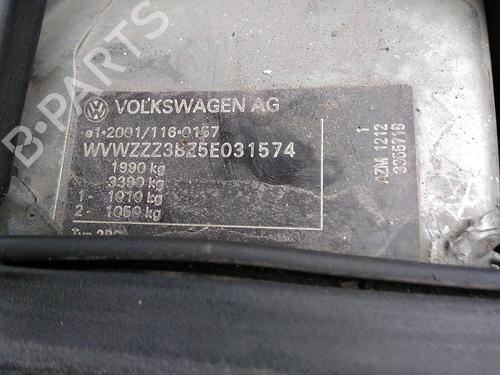 B-PARTS
VOLKSWAGEN AG
e1*2001/116*0157
WVWZZZ3BZ5E031574
1990 kg
3390 kg
1- 1010 kg
2- 1050 kg
1
AZM 1212